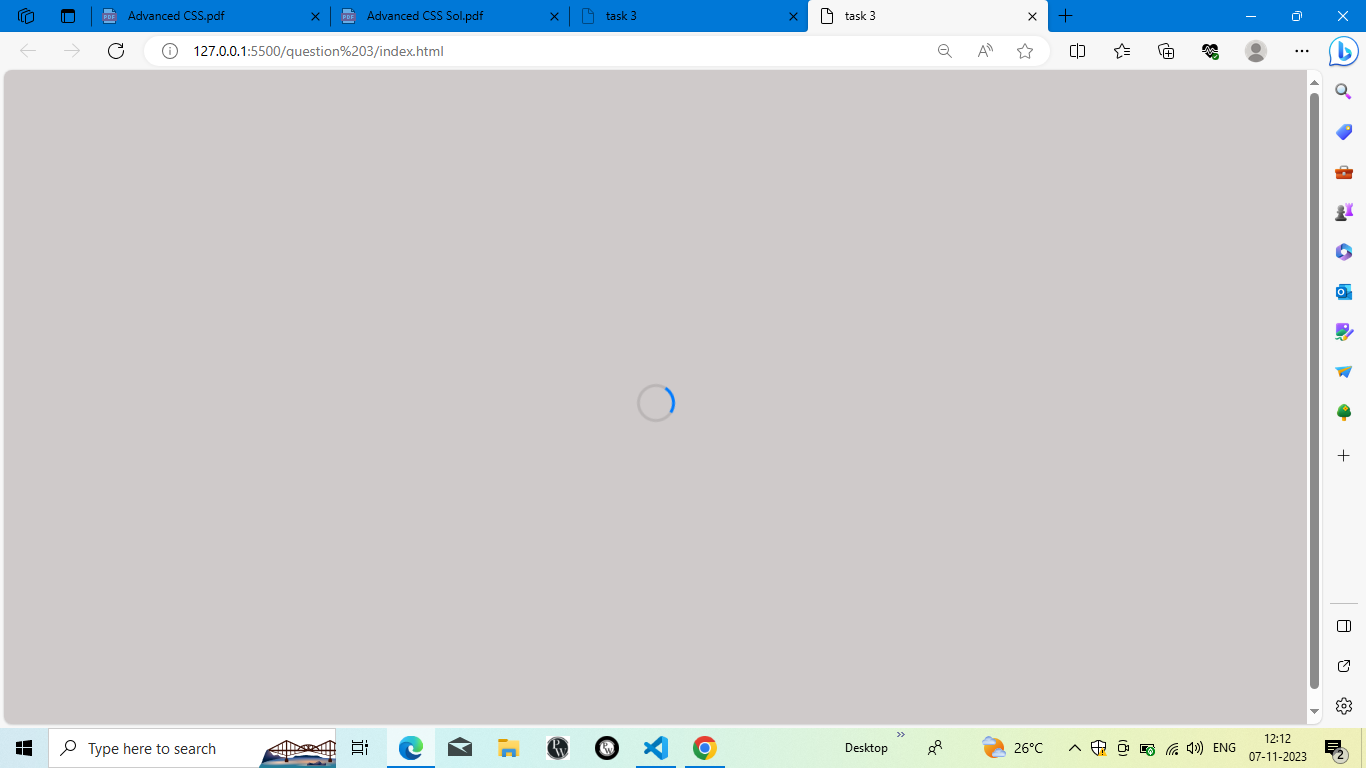 Advanced CSS.pdf
Advanced CSS Sol.pdf
task 3
task 3
127.0.0.1:5500/question%203/index.html
Type here to search
Desktop
26°C
ENG
12:12
07-11-2023
2